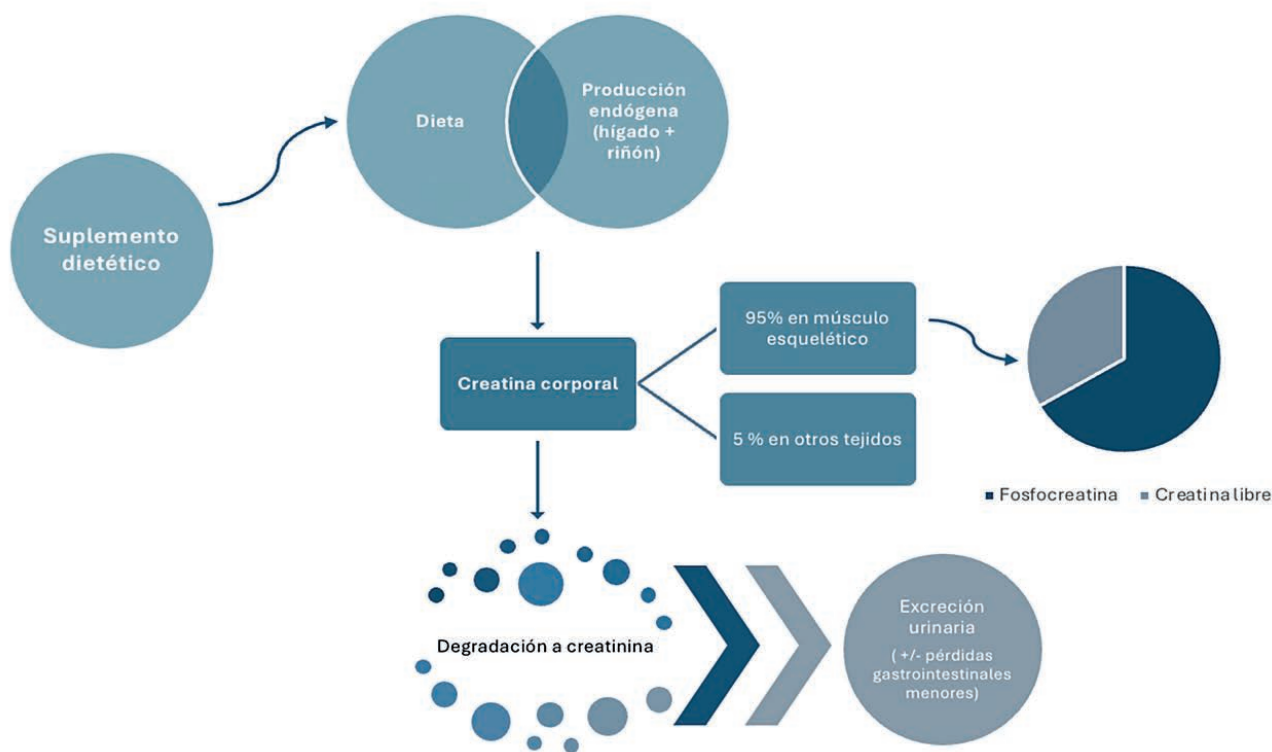 Suplemento
dietético
Dieta
Producción
endógena
(hígado +
riñón)
Creatina corporal
95% en músculo
esquelético
5 % en otros tejidos
Fosfocreatina
Creatina libre
Degradación a creatinina
Excreción
urinaria
( +/- pérdidas
gastrointestinales
menores)